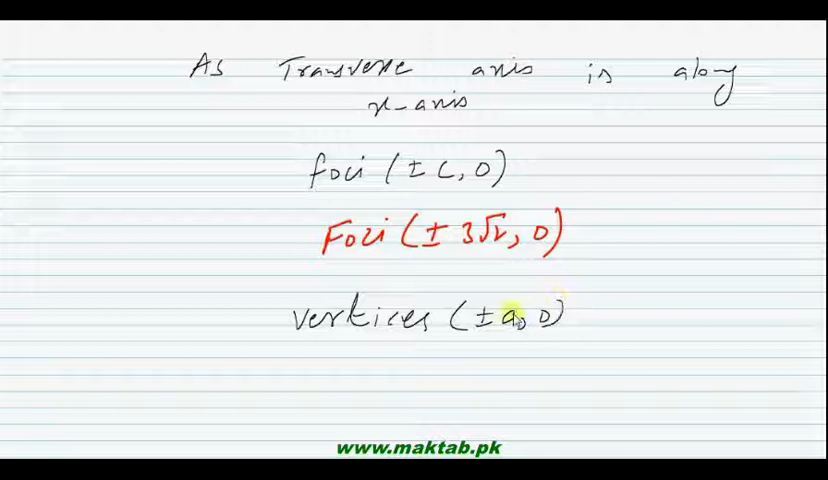 As Transverse axis is along
x-axis
foci (± c, 0)
Foci (± 3√2, 0)
vertices (± a, 0)
www.maktab.pk